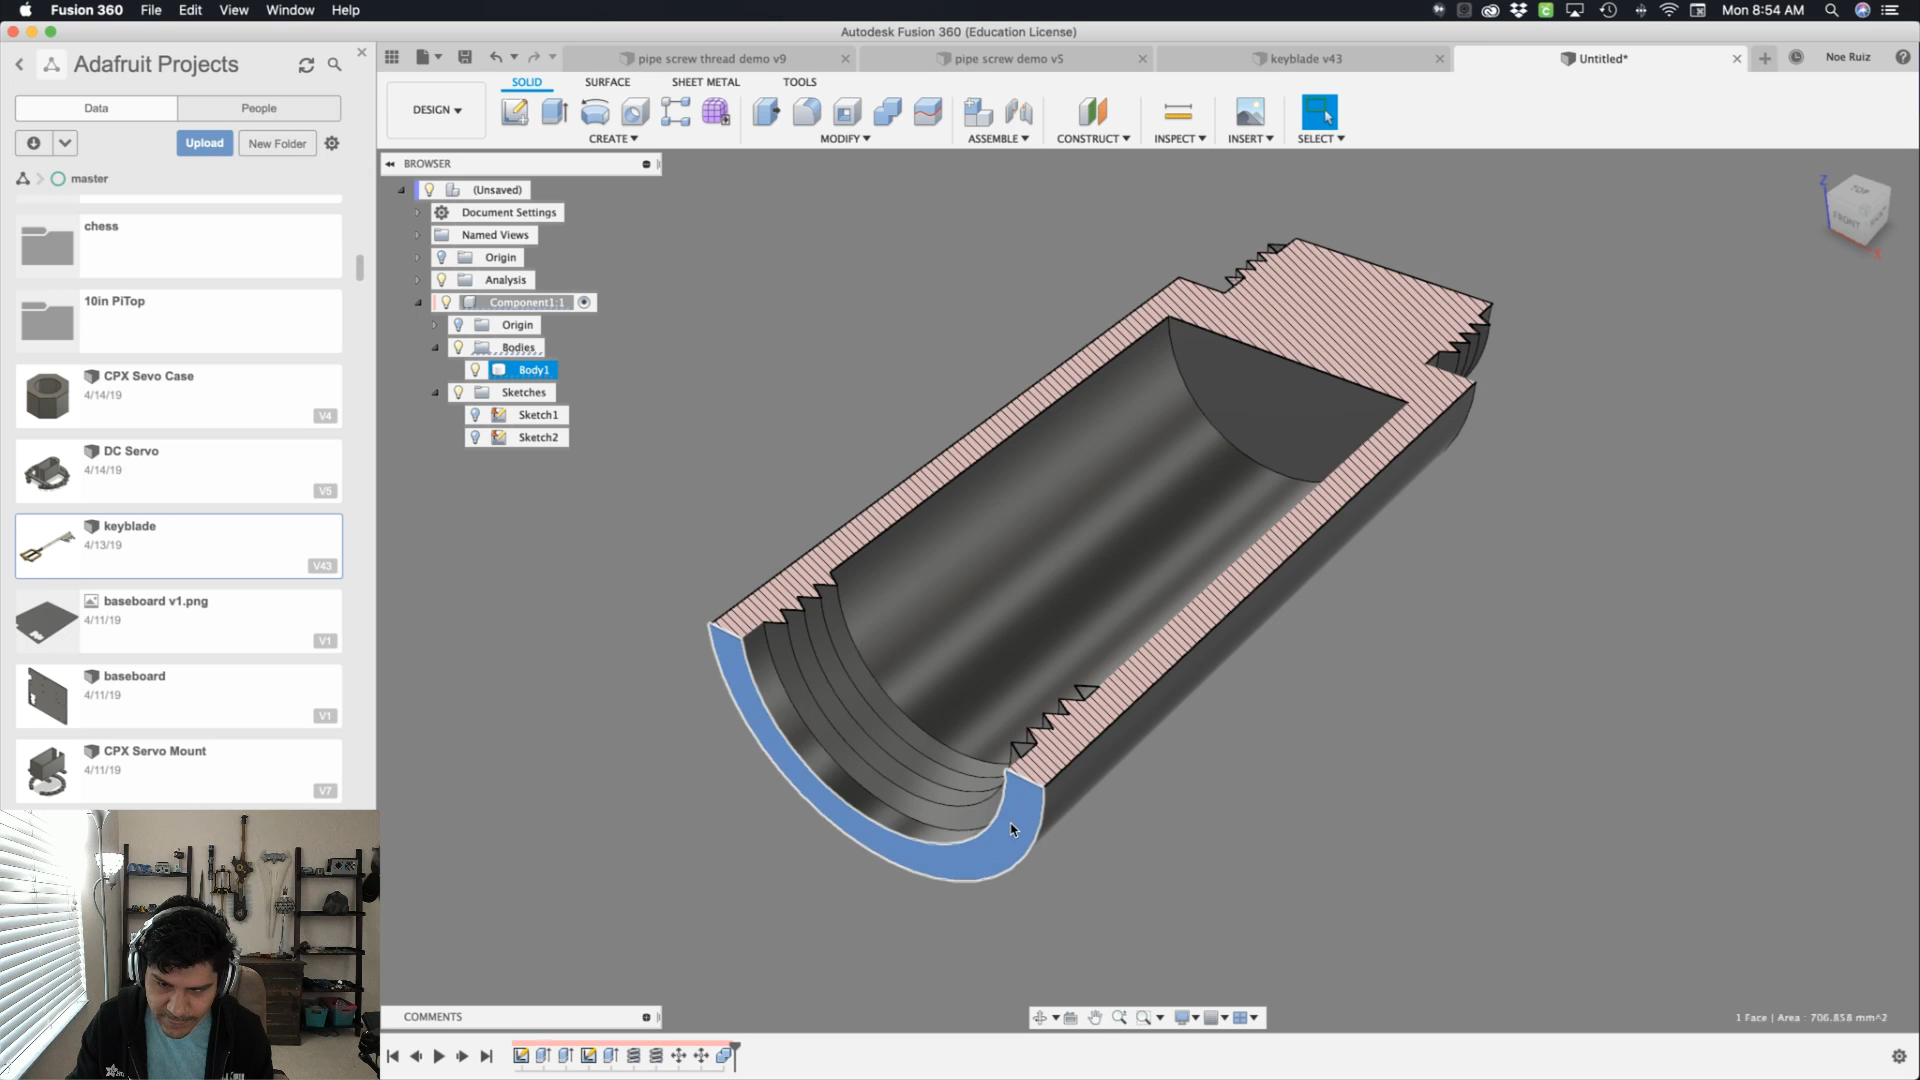 Fusion 360 File Edit View Window Help
Mon 8:54 AM
Autodesk Fusion 360 (Education License)
Adafruit Projects
Data People
Upload New Folder
master
chess
10in PiTop
CPX Sevo Case
4/14/19
V4
DC Servo
4/14/19
V5
keyblade
4/13/19
V43
baseboard v1.png
4/11/19
V1
baseboard
4/11/19
V1
CPX Servo Mount
4/11/19
V7
pipe screw thread demo v9
pipe screw demo v5
keyblade v43
Untitled*
Noe Ruiz
SOLID SURFACE SHEET METAL TOOLS
DESIGN
CREATE MODIFY ASSEMBLE CONSTRUCT INSPECT INSERT SELECT
BROWSER
(Unsaved)
Document Settings
Named Views
Origin
Analysis
Component1:1
Origin
Bodies
Body1
Sketches
Sketch1
Sketch2
Z
TOP
FRONT
X
COMMENTS
1 Face | Area : 706.858 mm^2